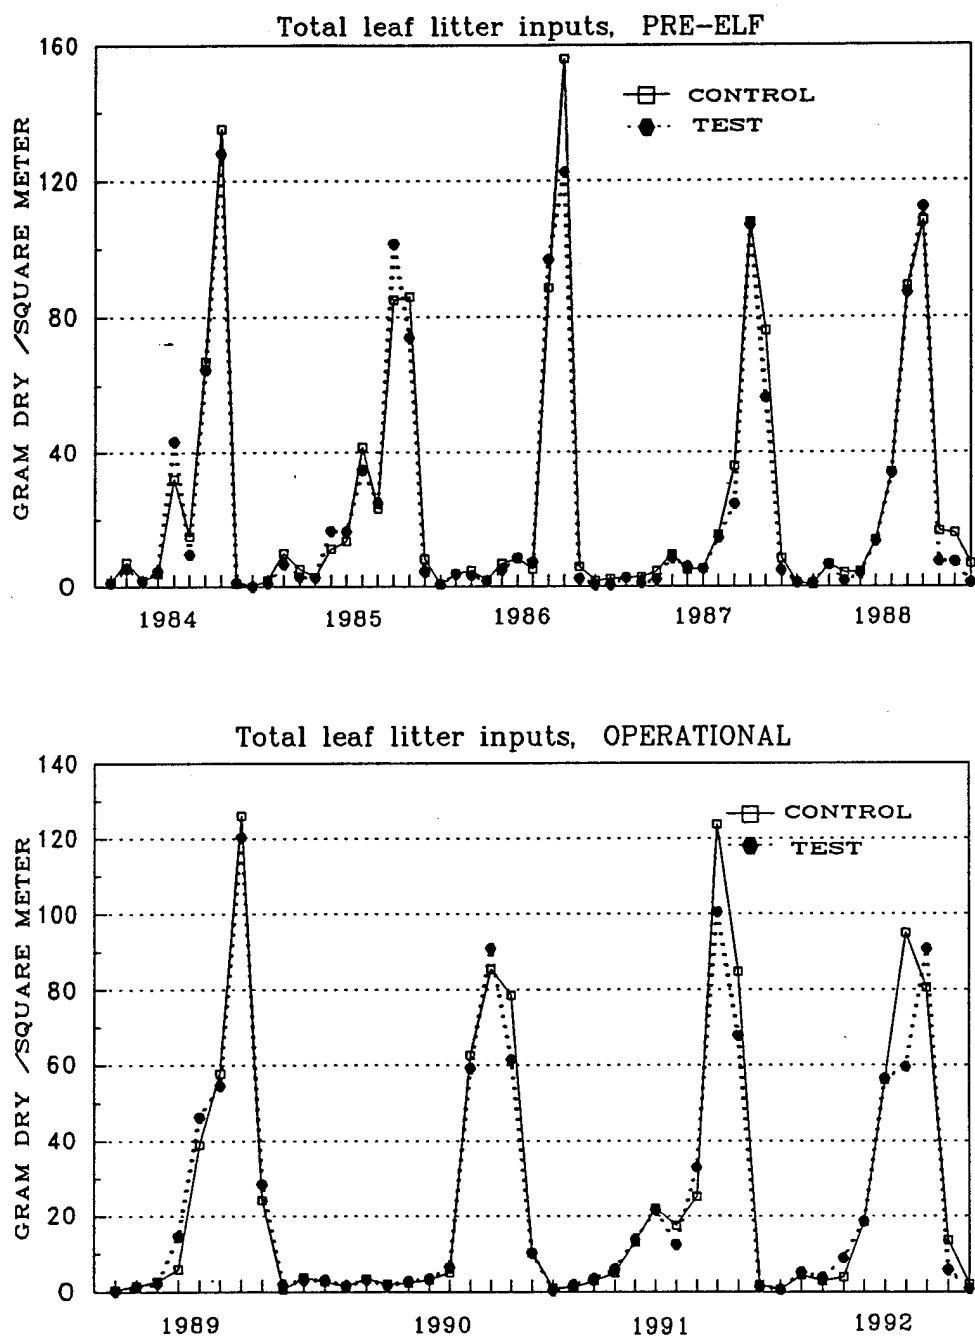 Total leaf litter inputs, PRE-ELF
160
120
80
40
0
GRAM DRY /SQUARE METER
CONTROL
TEST
1984 1985 1986 1987 1988
Total leaf litter inputs, OPERATIONAL
140
120
100
80
60
40
20
0
GRAM DRY /SQUARE METER
CONTROL
TEST
1989 1990 1991 1992